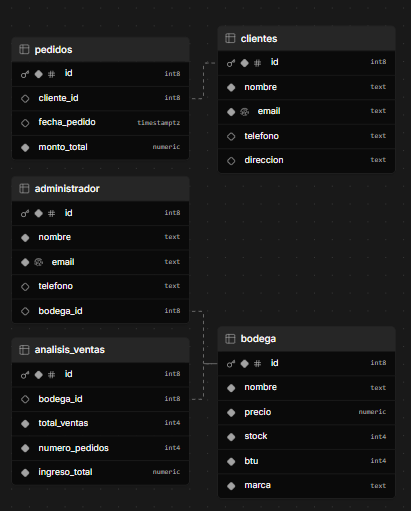 pedidos
id int8
cliente_id int8
fecha_pedido timestamptz
monto_total numeric
clientes
id int8
nombre text
email text
telefono text
direccion text
administrador
id int8
nombre text
email text
telefono text
bodega_id int8
analisis_ventas
id int8
bodega_id int8
total_ventas int4
numero_pedidos int4
ingreso_total numeric
bodega
id int8
nombre text
precio numeric
stock int4
btu int4
marca text